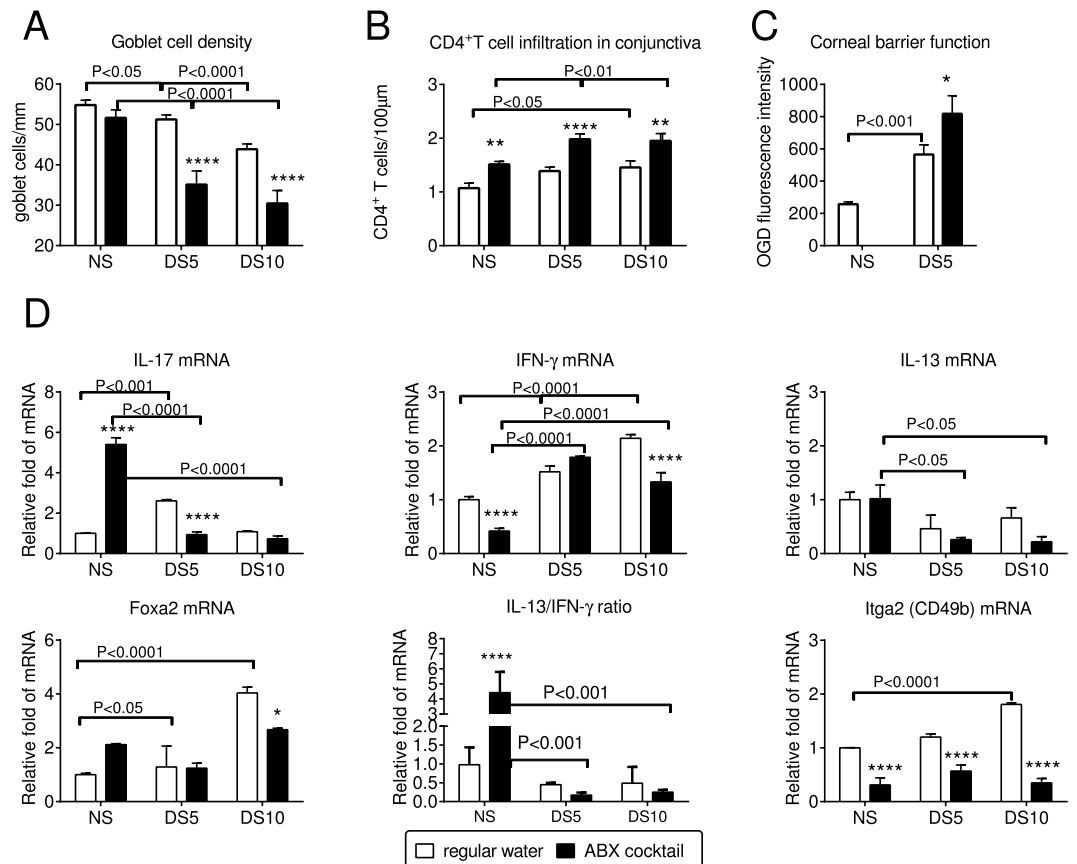 A
Goblet cell density
P<0.05
P<0.0001
P<0.0001
goblet cells/mm
60
50
40
30
20
****
****
NS
DS5
DS10
B
CD4+T cell infiltration in conjunctiva
P<0.01
P<0.05
CD4+ T cells/100μm
3
2
1
0
**
****
**
NS
DS5
DS10
C
Corneal barrier function
P<0.001
*
OGD fluorescence intensity
1000
800
600
400
200
0
NS
DS5
D
IL-17 mRNA
P<0.001
P<0.0001
P<0.0001
Relative fold of mRNA
8
6
4
2
0
****
****
NS
DS5
DS10
IFN-γ mRNA
P<0.0001
P<0.0001
P<0.0001
Relative fold of mRNA
3
2
1
0
****
****
NS
DS5
DS10
IL-13 mRNA
P<0.05
P<0.05
Relative fold of mRNA
3
2
1
0
NS
DS5
DS10
Foxa2 mRNA
P<0.0001
P<0.05
Relative fold of mRNA
6
4
2
0
*
NS
DS5
DS10
IL-13/IFN-γ ratio
****
P<0.001
P<0.001
Relative fold of mRNA
8
7
6
5
4
3
2.0
1.5
1.0
0.5
0.0
NS
DS5
DS10
Itga2 (CD49b) mRNA
P<0.0001
Relative fold of mRNA
3
2
1
0
****
****
****
NS
DS5
DS10
regular water
ABX cocktail